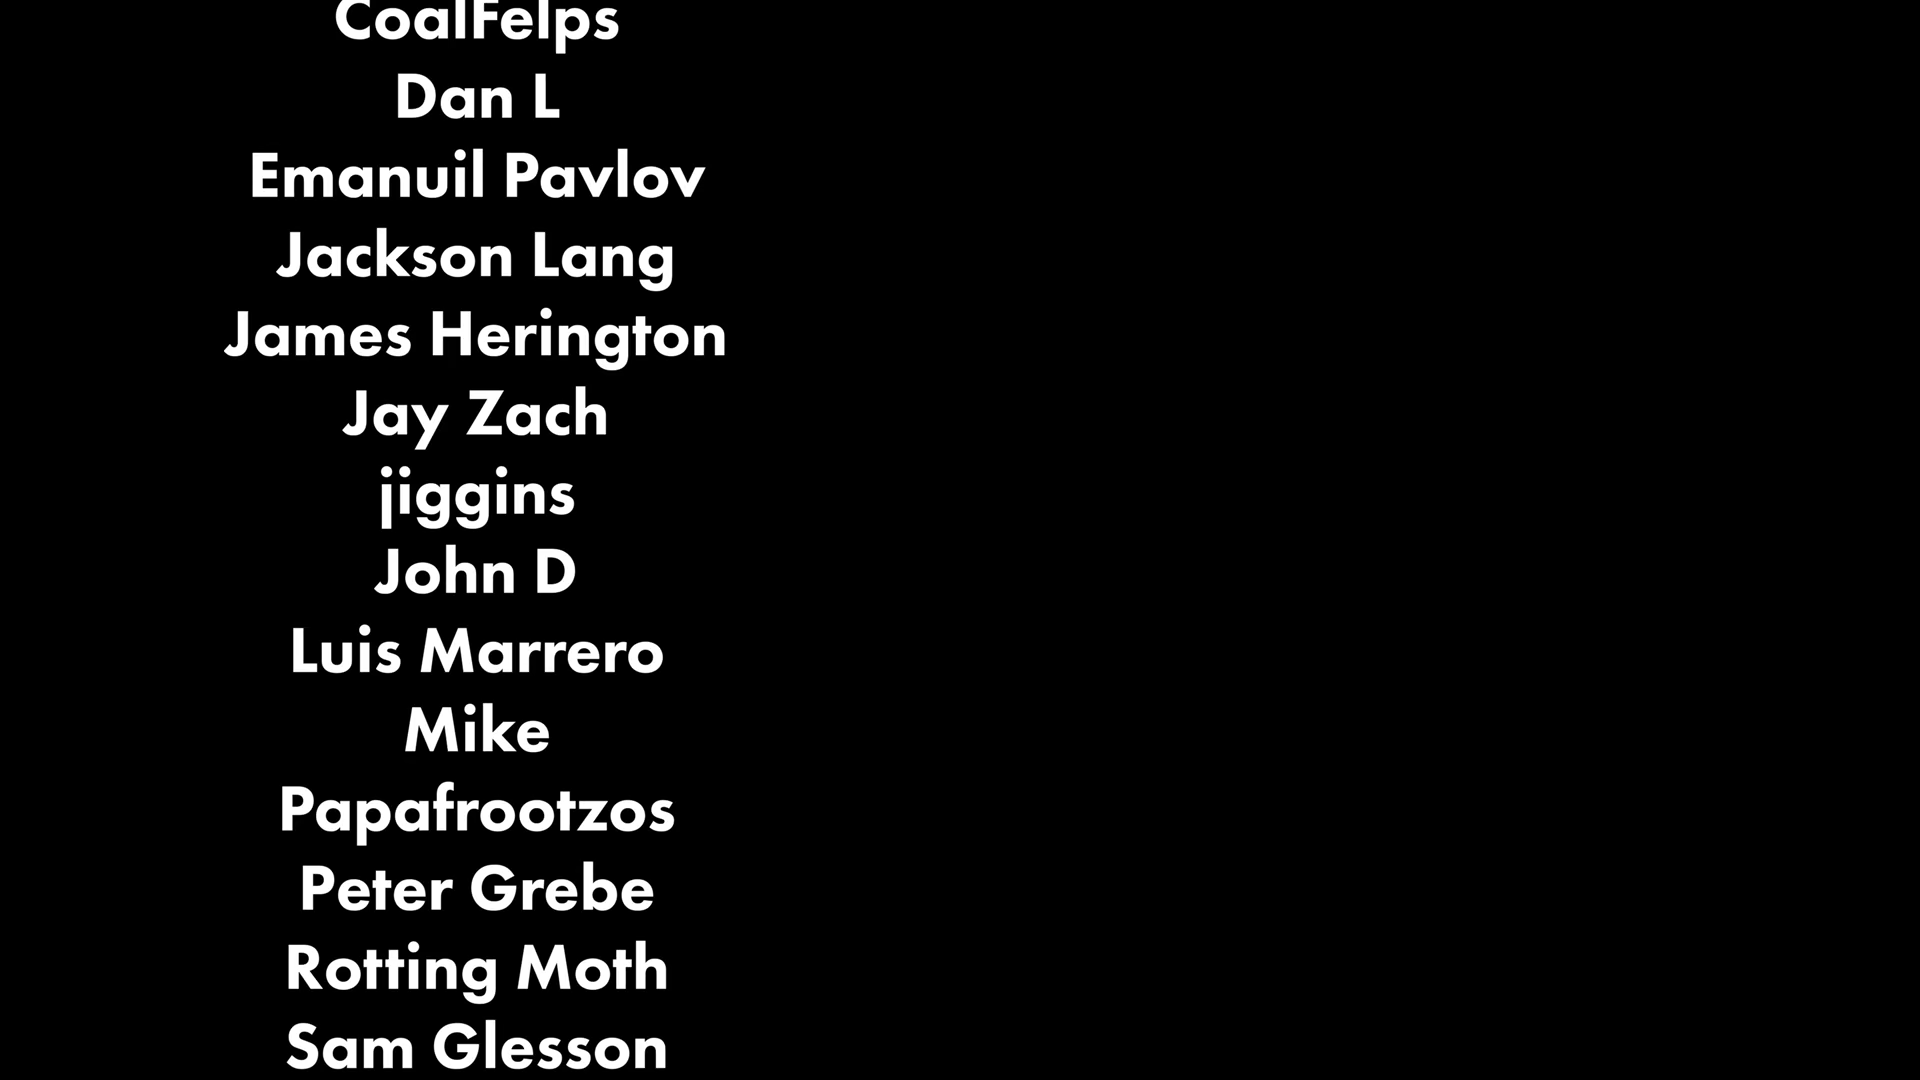 CoalFelps
Dan L
Emanuil Pavlov
Jackson Lang
James Herington
Jay Zach
jiggins
John D
Luis Marrero
Mike
Papafrootzos
Peter Grebe
Rotting Moth
Sam Glesson